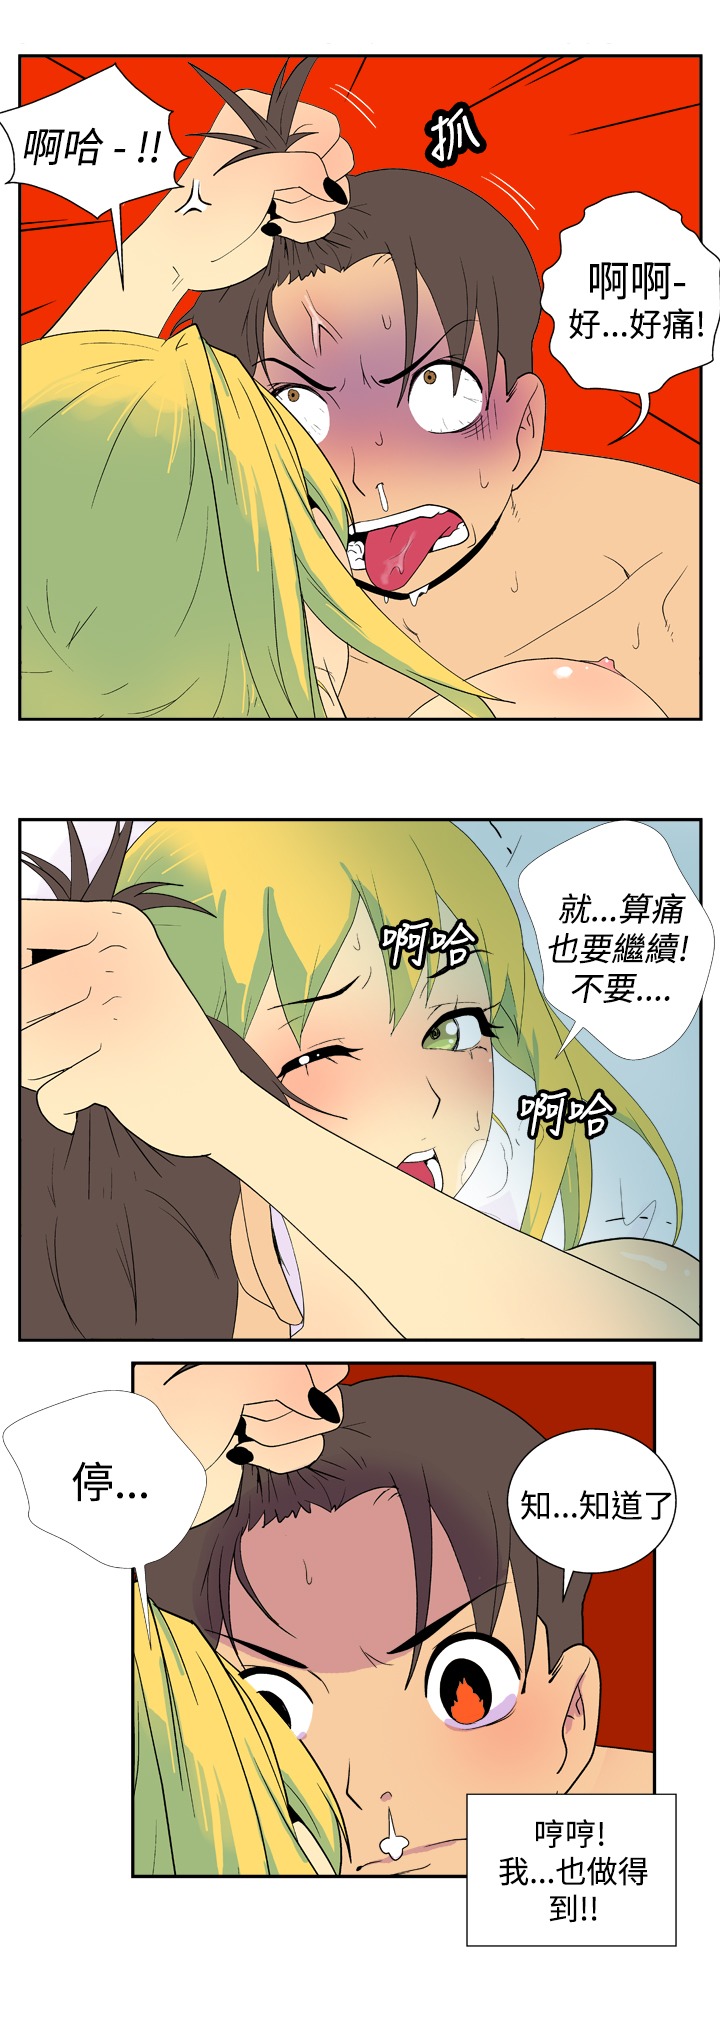 啊哈 - !!
抓
啊啊-
好...好痛!
就...算痛
也要繼續!
不要....
啊哈
啊哈
停...
知...知道了
哼哼!
我...也做得
到!!